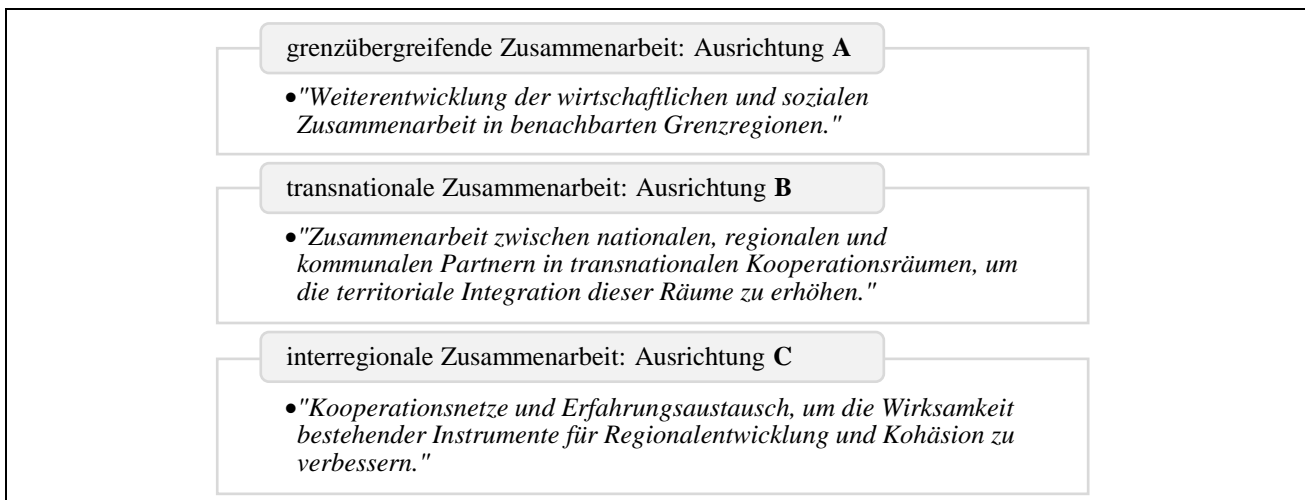 grenzübergreifende Zusammenarbeit: Ausrichtung A
•"Weiterentwicklung der wirtschaftlichen und sozialen
Zusammenarbeit in benachbarten Grenzregionen."
transnationale Zusammenarbeit: Ausrichtung B
•"Zusammenarbeit zwischen nationalen, regionalen und
kommunalen Partnern in transnationalen Kooperationsräumen, um
die territoriale Integration dieser Räume zu erhöhen."
interregionale Zusammenarbeit: Ausrichtung C
•"Kooperationsnetze und Erfahrungsaustausch, um die Wirksamkeit
bestehender Instrumente für Regionalentwicklung und Kohäsion zu
verbessern."